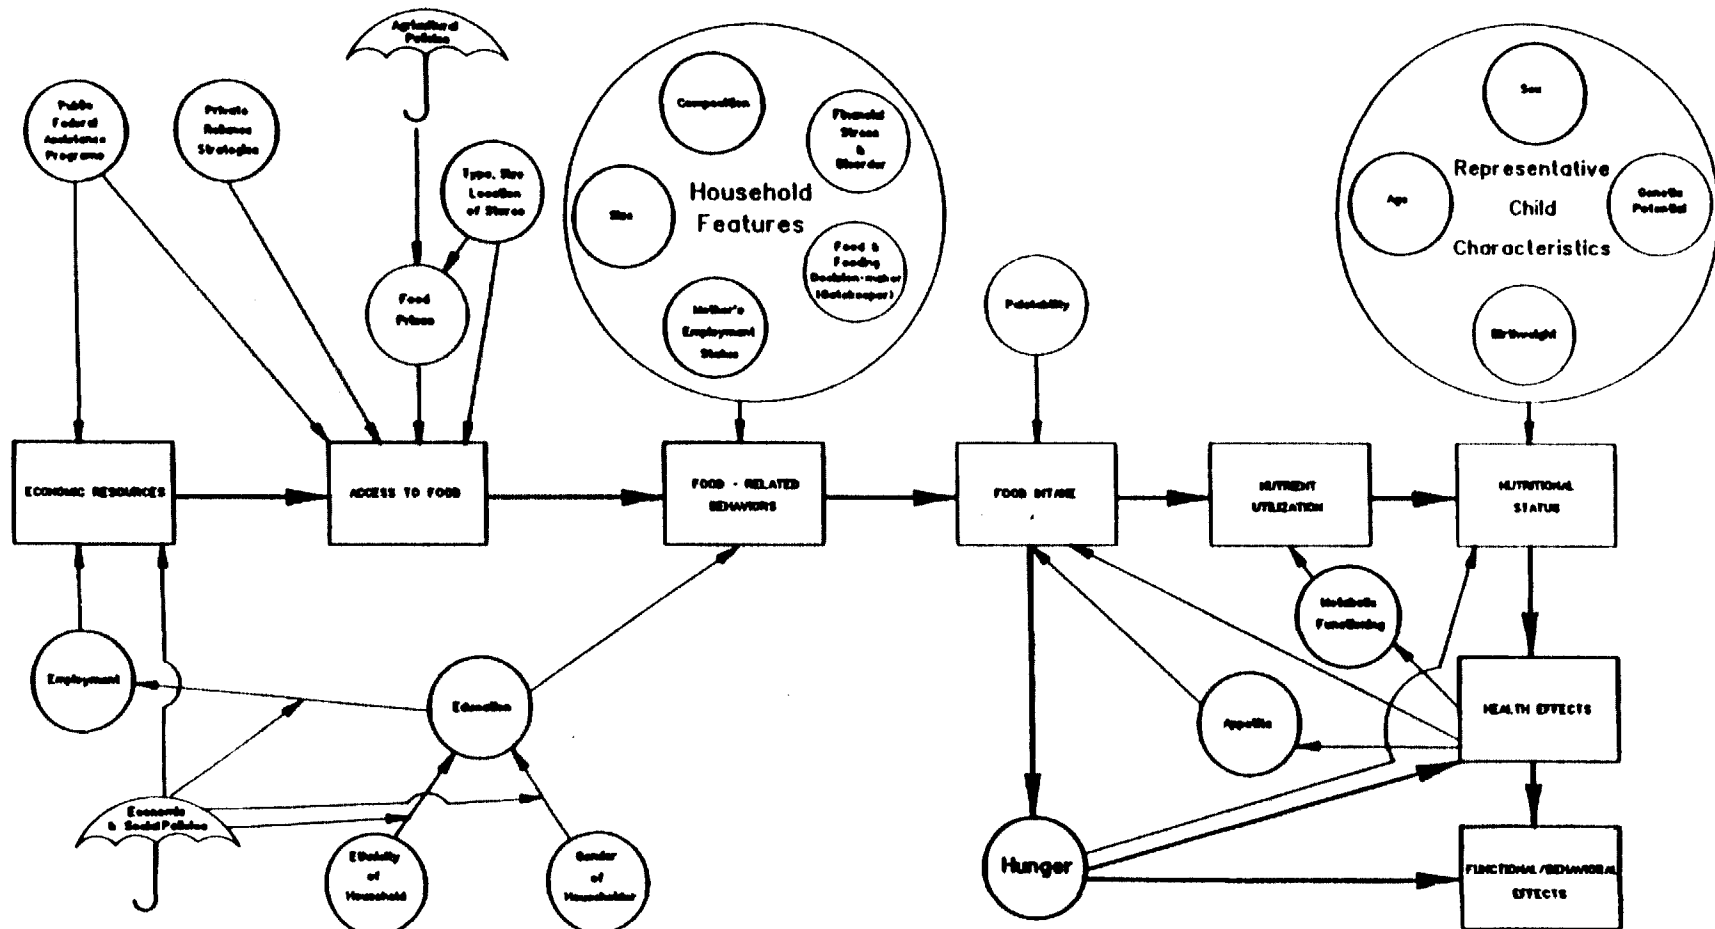 Agricultural
Policies
Public
Federal
Assistance
Programs
Private
Reliance
Strategies
Type, Size
Location
of Stores
Food
Prices
Composition
Financial
Stress
&
Disorder
Household
Features
Size
Food &
Feeding
Decision-maker
(Gatekeeper)
Mother's
Employment
Status
Palatability
Sex
Age
Representative
Child
Characteristics
Genetic
Potential
Birthweight
ECONOMIC RESOURCES
ACCESS TO FOOD
FOOD - RELATED
BEHAVIORS
FOOD INTAKE
NUTRIENT
UTILIZATION
NUTRITIONAL
STATUS
Employment
Education
Metabolic
Functioning
Appetite
HEALTH EFFECTS
Economic
& Social Policies
Ethnicity
of
Household
Gender
of
Householder
Hunger
FUNCTIONAL/BEHAVIORAL
EFFECTS